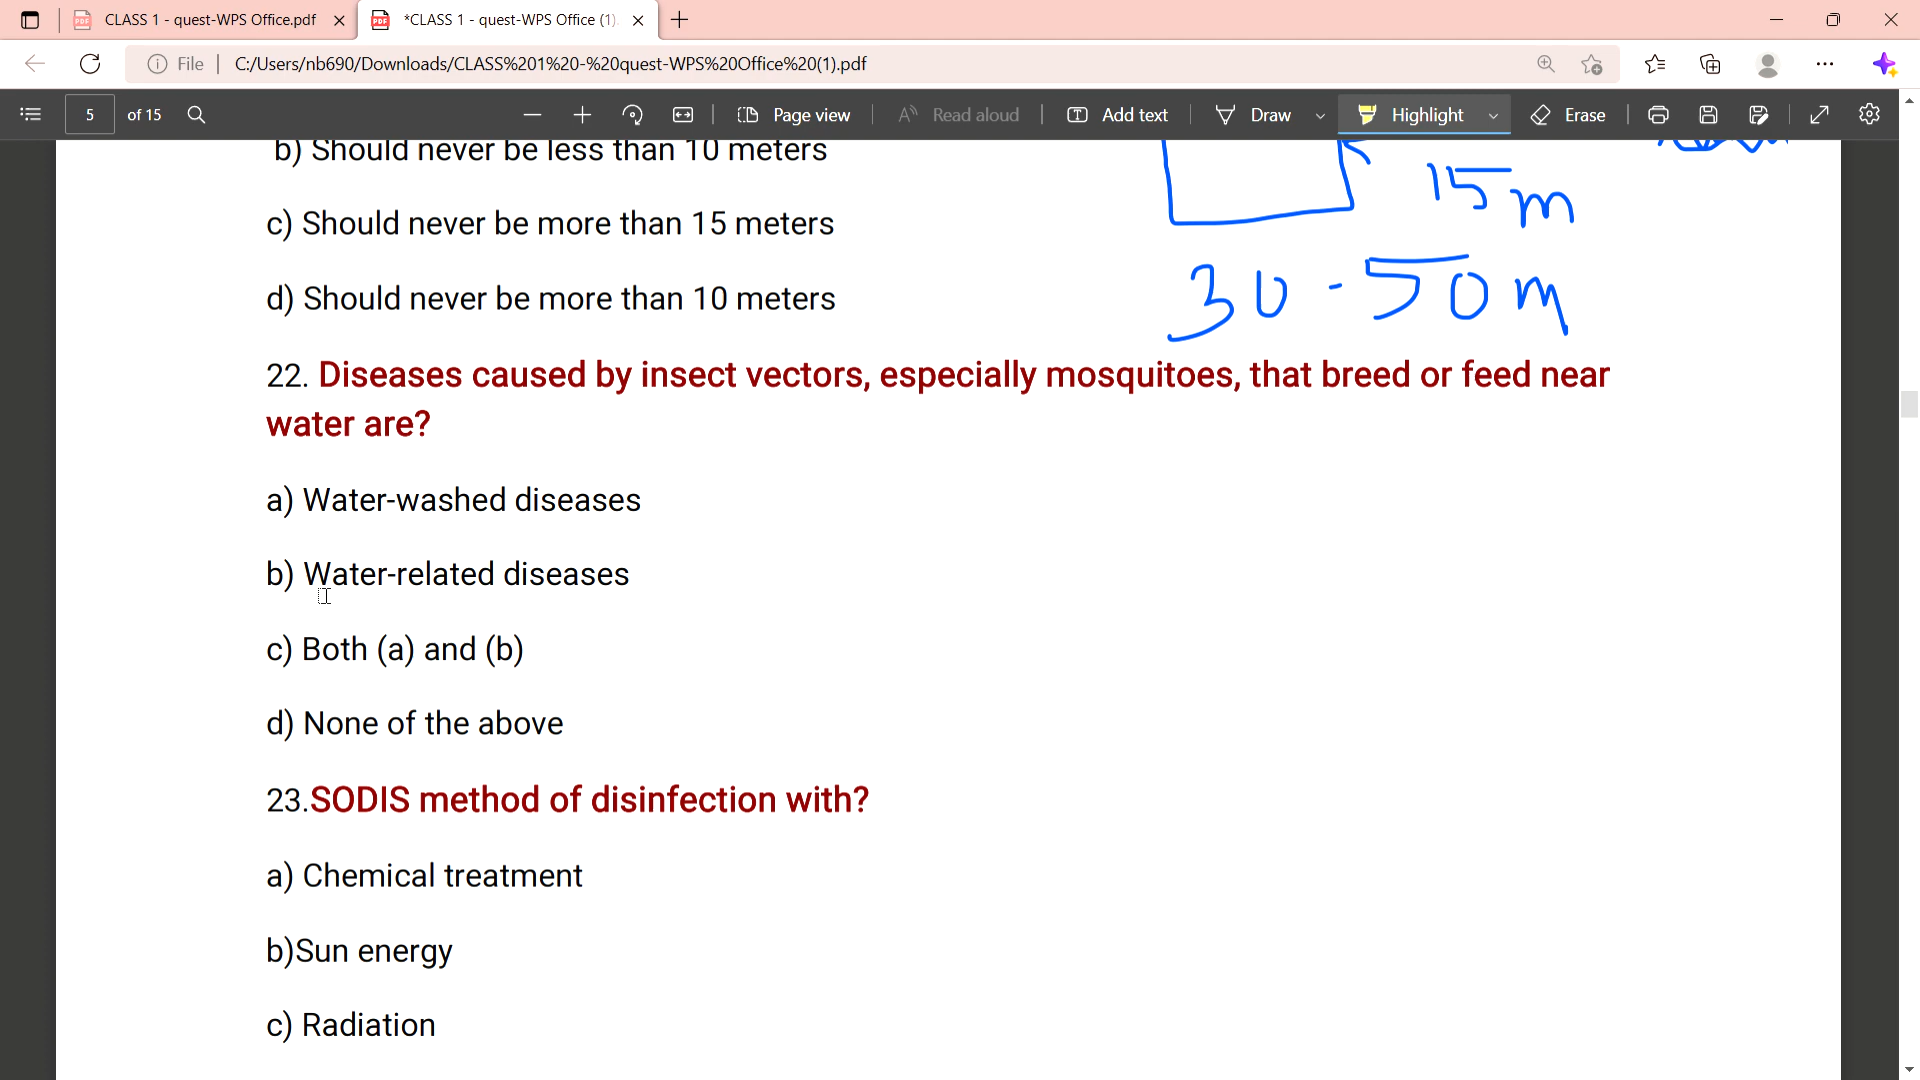 CLASS 1 - quest-WPS Office.pdf
*CLASS 1 - quest-WPS Office (1).
File
C:/Users/nb690/Downloads/CLASS%201%20-%20quest-WPS%20Office%20(1).pdf
5 of 15
Page view
Read aloud
Add text
Draw
Highlight
Erase
b) Should never be less than 10 meters
15 m
c) Should never be more than 15 meters
30 - 50 m
d) Should never be more than 10 meters
22. Diseases caused by insect vectors, especially mosquitoes, that breed or feed near
water are?
a) Water-washed diseases
b) Water-related diseases
c) Both (a) and (b)
d) None of the above
23.SODIS method of disinfection with?
a) Chemical treatment
b)Sun energy
c) Radiation